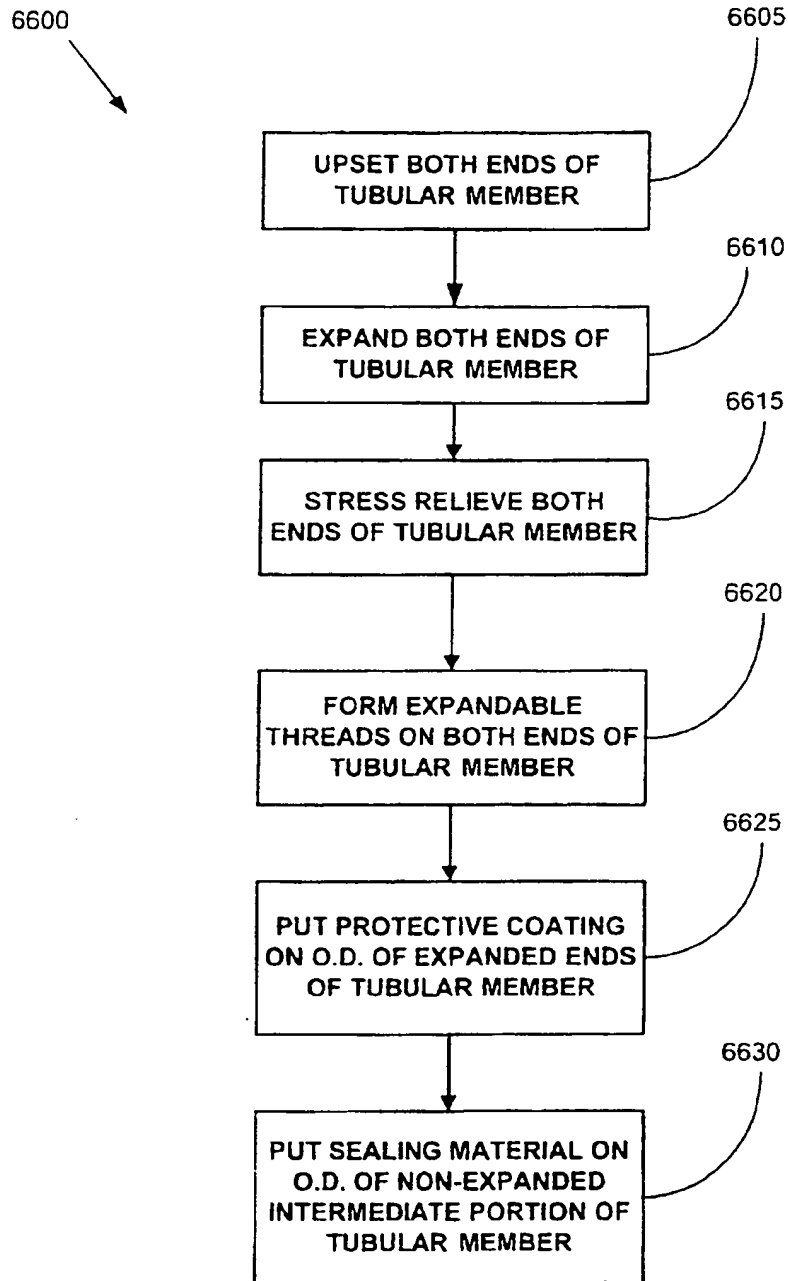 6600
6605
UPSET BOTH ENDS OF
TUBULAR MEMBER
6610
EXPAND BOTH ENDS OF
TUBULAR MEMBER
6615
STRESS RELIEVE BOTH
ENDS OF TUBULAR MEMBER
6620
FORM EXPANDABLE
THREADS ON BOTH ENDS OF
TUBULAR MEMBER
6625
PUT PROTECTIVE COATING
ON O.D. OF EXPANDED ENDS
OF TUBULAR MEMBER
6630
PUT SEALING MATERIAL ON
O.D. OF NON-EXPANDED
INTERMEDIATE PORTION OF
TUBULAR MEMBER